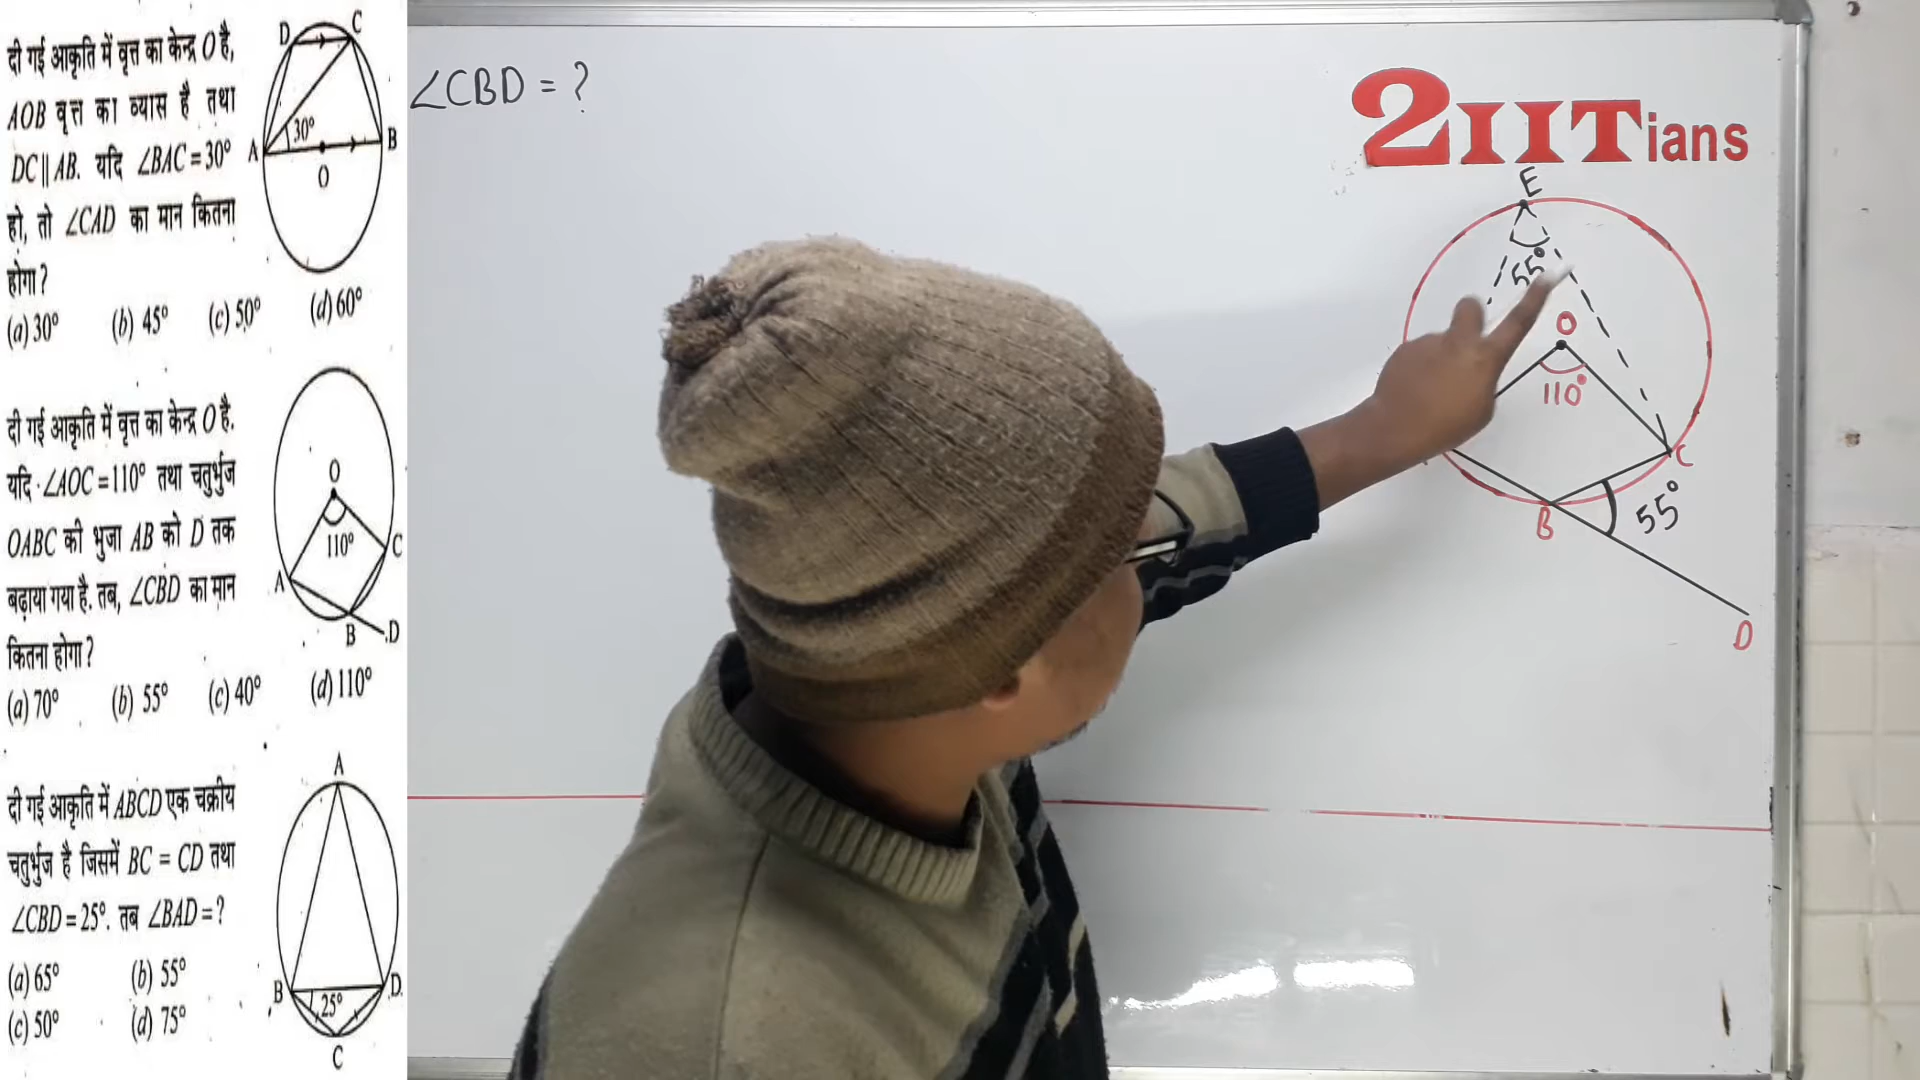 दी गई आकृति में वृत्त का केन्द्र O है,
AOB वृत्त का व्यास है तथा
DC || AB. यदि ∠BAC = 30°
हो, तो ∠CAD का मान कितना
होगा?
(a) 30° (b) 45° (c) 50° (d) 60°
D C
30°
A B
O
दी गई आकृति में वृत्त का केन्द्र O है.
यदि ∠AOC = 110° तथा चतुर्भुज
OABC की भुजा AB को D तक
बढ़ाया गया है. तब, ∠CBD का मान
कितना होगा?
(a) 70° (b) 55° (c) 40° (d) 110°
O
110°
C
A
B D
दी गई आकृति में ABCD एक चक्रीय
चतुर्भुज है जिसमें BC = CD तथा
∠CBD = 25°. तब ∠BAD = ?
(a) 65° (b) 55°
(c) 50° (d) 75°
A
B D
25°
C
∠CBD = ?
2IITians
E
55°
O
110°
C
B 55°
D